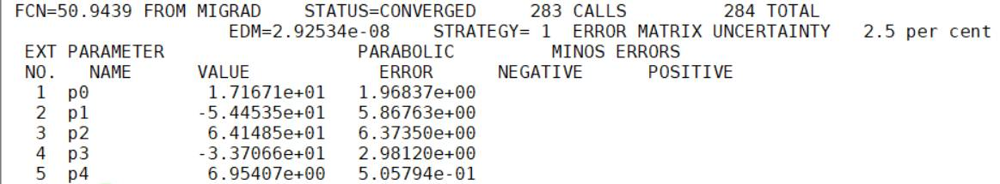 FCN=50.9439 FROM MIGRAD    STATUS=CONVERGED     283 CALLS         284 TOTAL
EDM=2.92534e-08    STRATEGY= 1  ERROR MATRIX UNCERTAINTY   2.5 per cent
EXT PARAMETER                  PARABOLIC         MINOS ERRORS
NO.   NAME      VALUE            ERROR      NEGATIVE      POSITIVE
1  p0           1.71671e+01   1.96837e+00
2  p1          -5.44535e+01   5.86763e+00
3  p2           6.41485e+01   6.37350e+00
4  p3          -3.37066e+01   2.98120e+00
5  p4           6.95407e+00   5.05794e-01